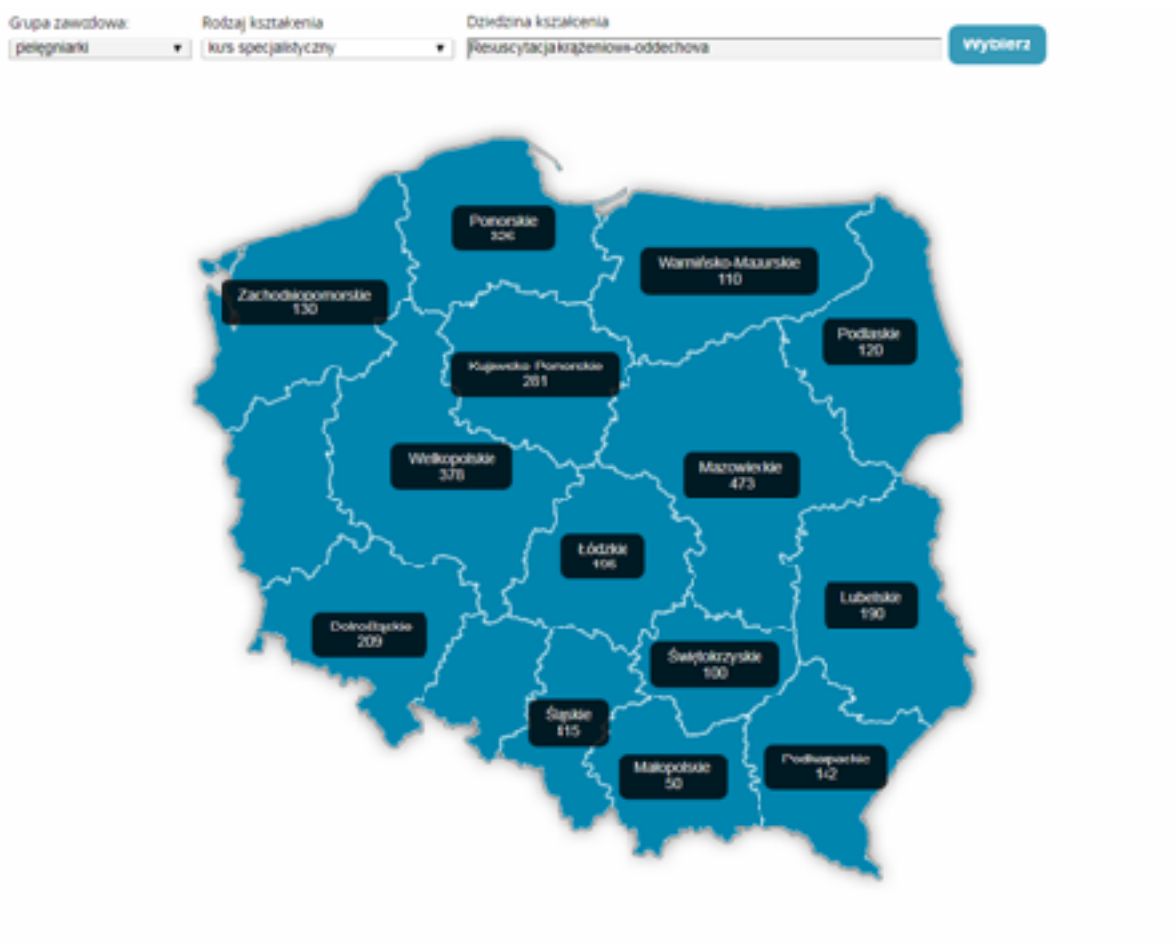 Grupa zawodowa:
Rodzaj kształcenia
Dziedzina kształcenia
pielęgniarki
kurs specjalistyczny
Resuscytacja krążeniowo-oddechowa
Wybierz
Pomorskie
Warmińsko-Mazurskie
110
Zachodniopomorskie
130
Podlaskie
120
Kujawsko-Pomorskie
281
Wielkopolskie
378
Mazowieckie
473
Łódzkie
Lubelskie
190
Dolnośląskie
209
Świętokrzyskie
100
Śląskie
Małopolskie
50
Podkarpackie